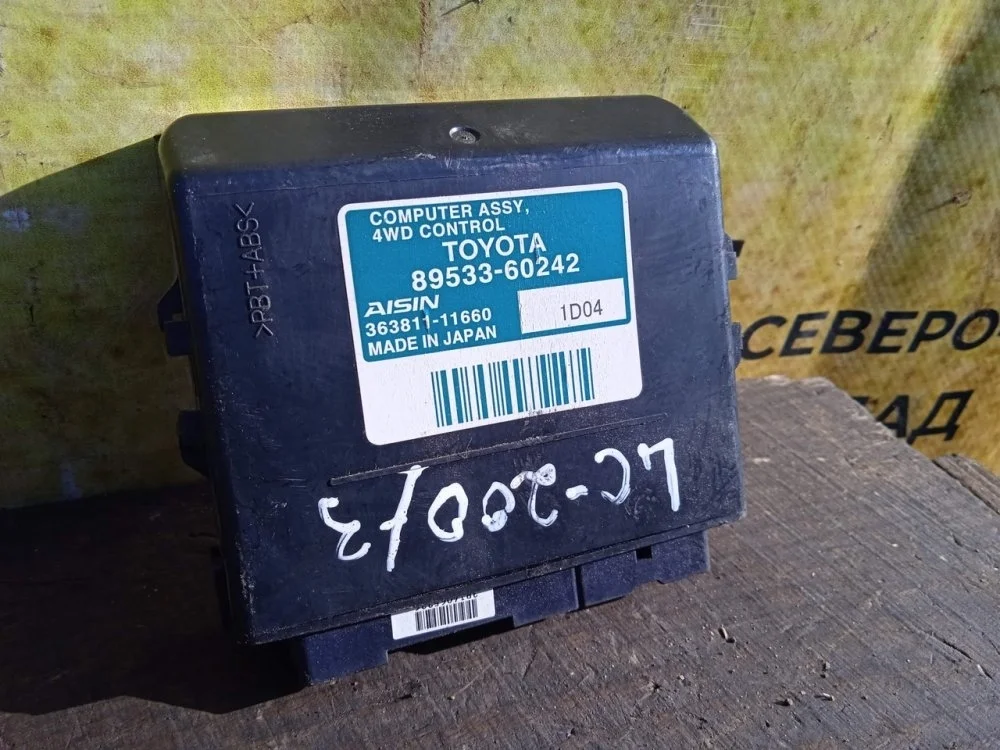 >PBT+ABS<
COMPUTER ASSY,
4WD CONTROL
TOYOTA
89533-60242
AISIN
363811-11660
1D04
MADE IN JAPAN
LC-200/3
СЕВЕРО
АД